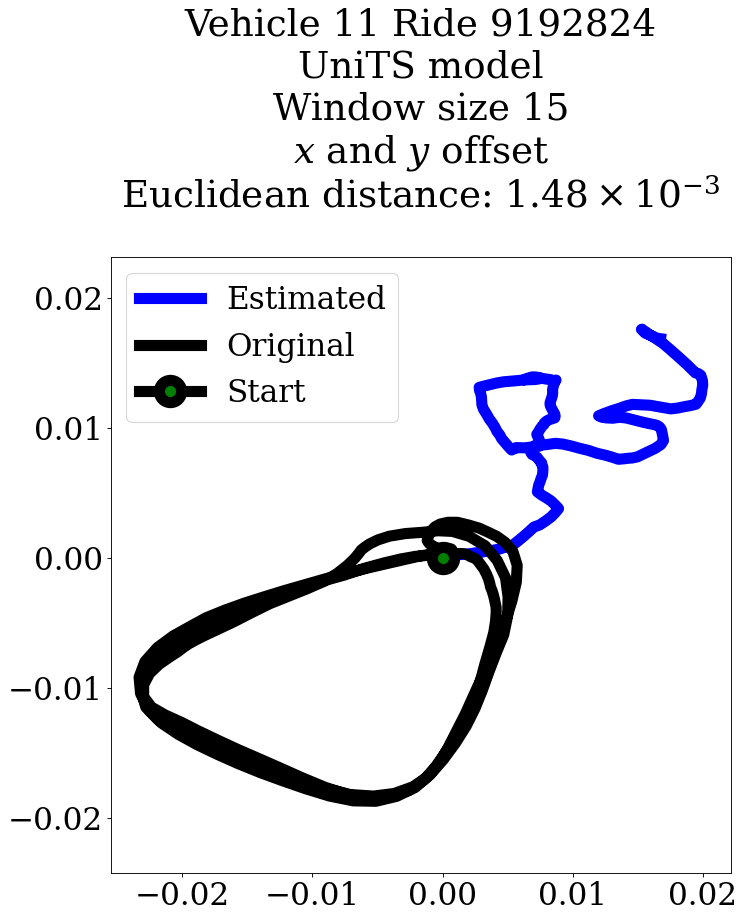 Vehicle 11 Ride 9192824
UniTS model
Window size 15
x and y offset
Euclidean distance: 1.48 × 10⁻³
Estimated
Original
Start
0.02
0.01
0.00
−0.01
−0.02
−0.02 −0.01 0.00 0.01 0.02